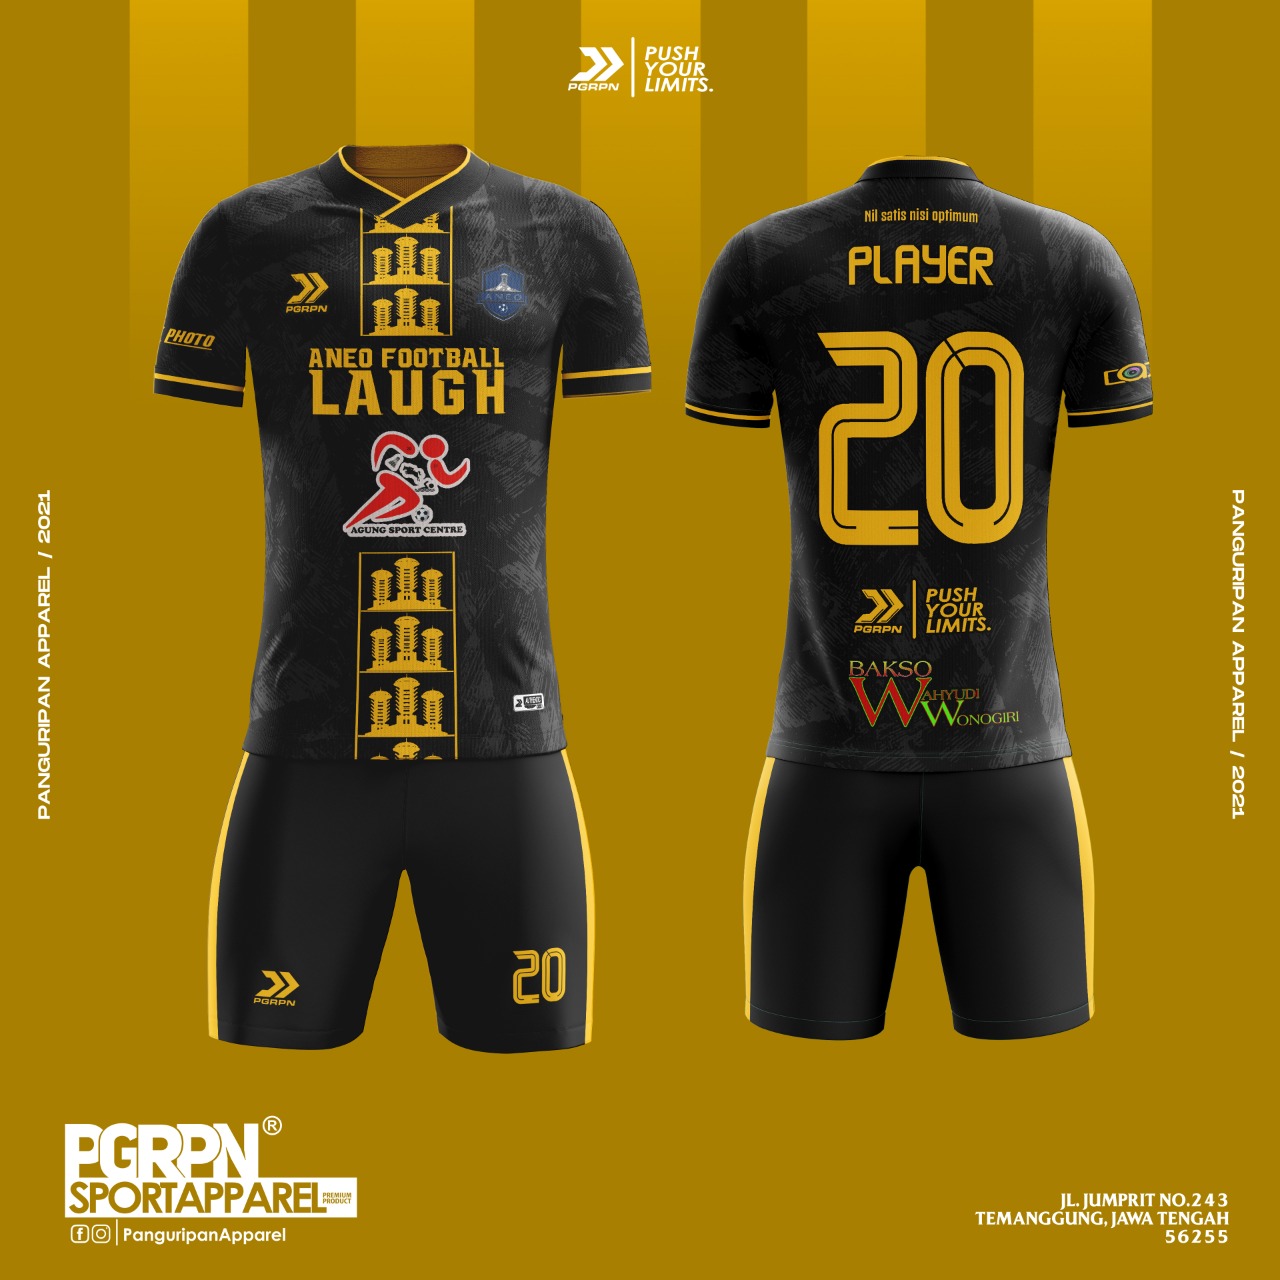 PGRPN
PUSH
YOUR
LIMITS.
PGRPN
ANEO
PHOTO
ANEO FOOTBALL
LAUGH
AGUNG SPORT CENTRE
PGRPN
20
Nil satis nisi optimum
PLAYER
20
PGRPN
PUSH
YOUR
LIMITS.
BAKSO
WAHYUDI
WONOGIRI
PANGURIPAN APPAREL / 2021
PANGURIPAN APPAREL / 2021
PGRPN®
SPORTAPPAREL
PREMIUM
PRODUCT
PanguripanApparel
JL. JUMPRIT NO.243
TEMANGGUNG, JAWA TENGAH
56255